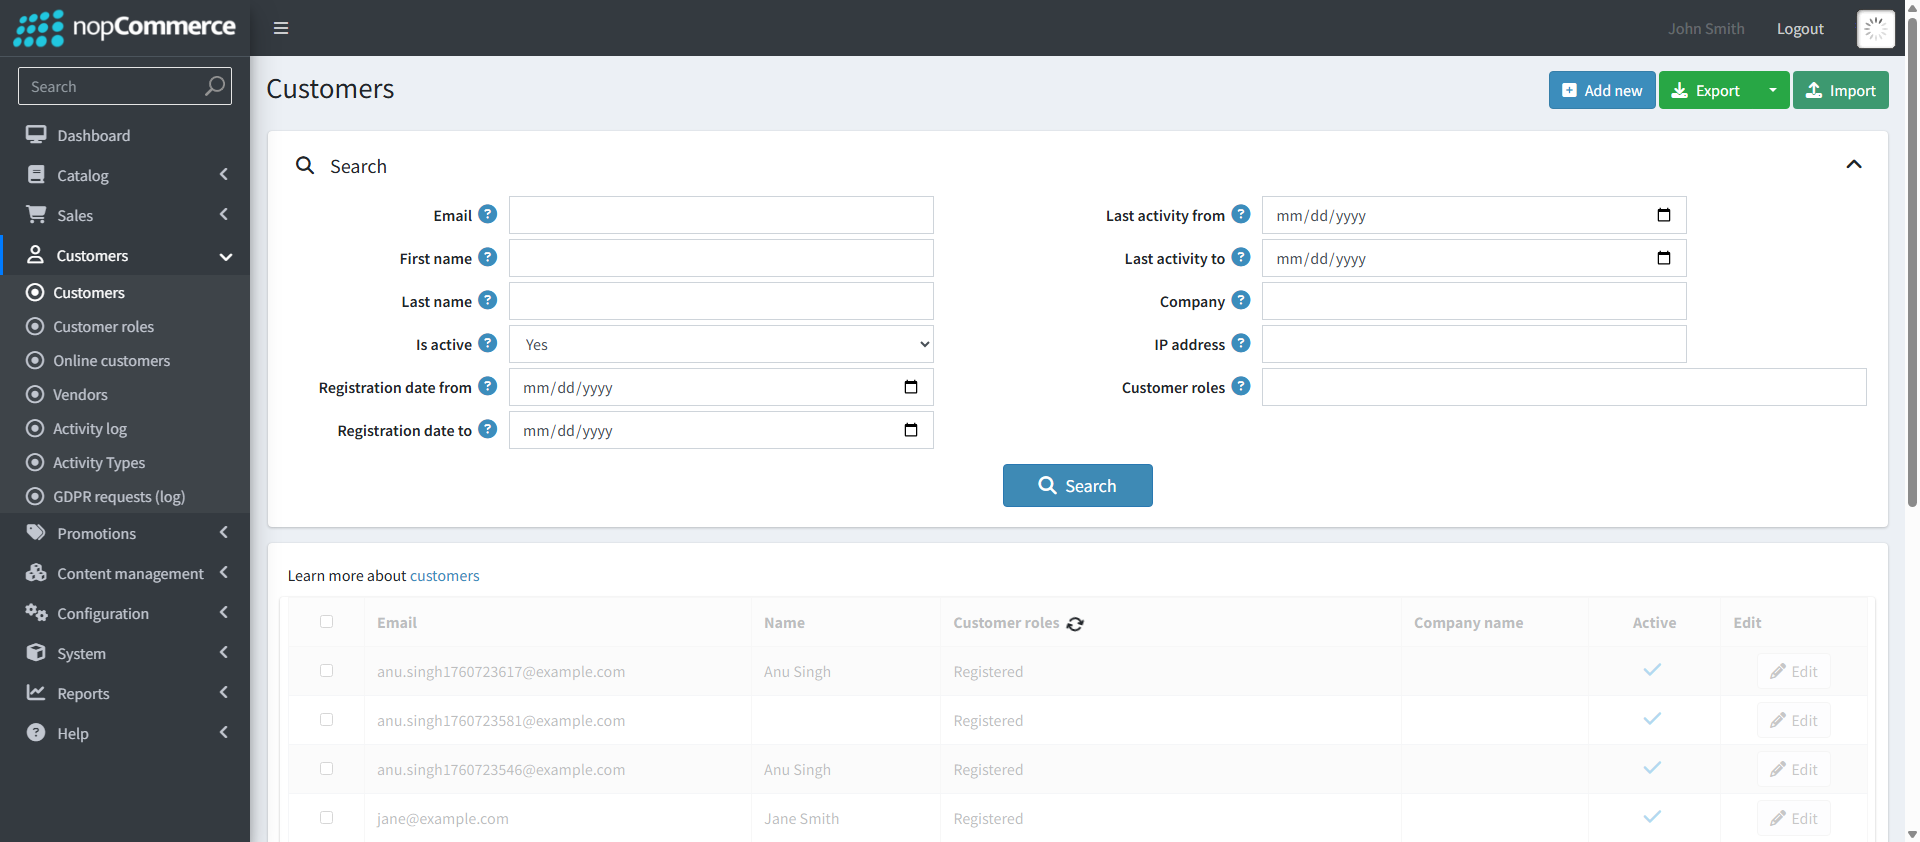 nopCommerce
John Smith
Logout
Search
Dashboard
Catalog
Sales
Customers
Customers
Customer roles
Online customers
Vendors
Activity log
Activity Types
GDPR requests (log)
Promotions
Content management
Configuration
System
Reports
Help
Customers
Add new
Export
Import
Search
Email ?
First name ?
Last name ?
Is active ? Yes
Registration date from ? mm/dd/yyyy
Registration date to ? mm/dd/yyyy
Last activity from ? mm/dd/yyyy
Last activity to ? mm/dd/yyyy
Company ?
IP address ?
Customer roles ?
Search
Learn more about customers
Email Name Customer roles Company name Active Edit
anu.singh1760723617@example.com Anu Singh Registered Edit
anu.singh1760723581@example.com Registered Edit
anu.singh1760723546@example.com Anu Singh Registered Edit
jane@example.com Jane Smith Registered Edit